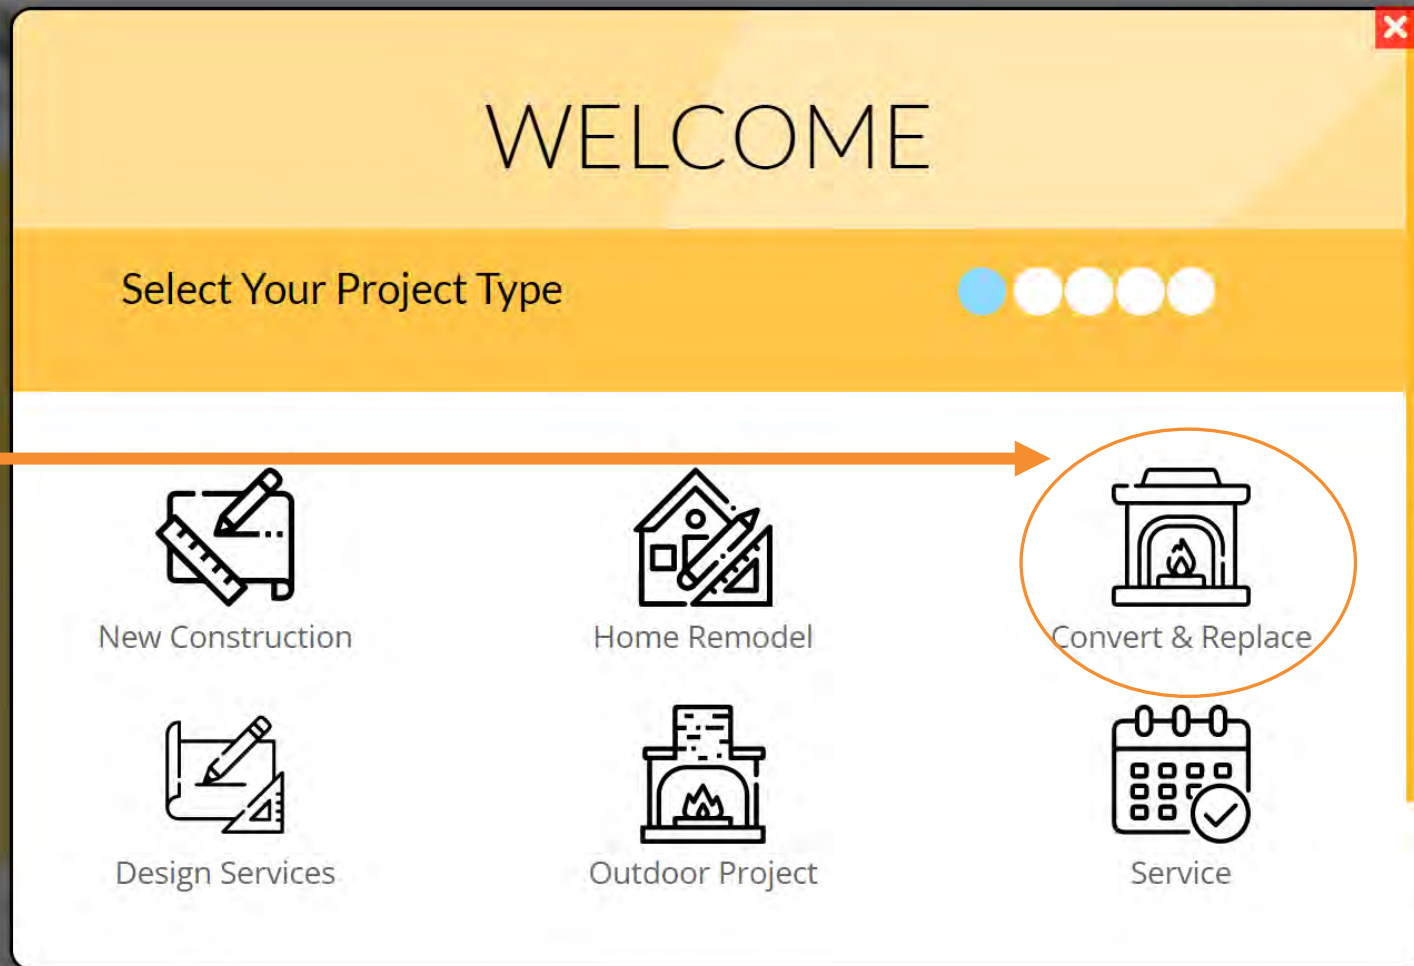 WELCOME
Select Your Project Type
New Construction
Home Remodel
Convert & Replace
Design Services
Outdoor Project
Service